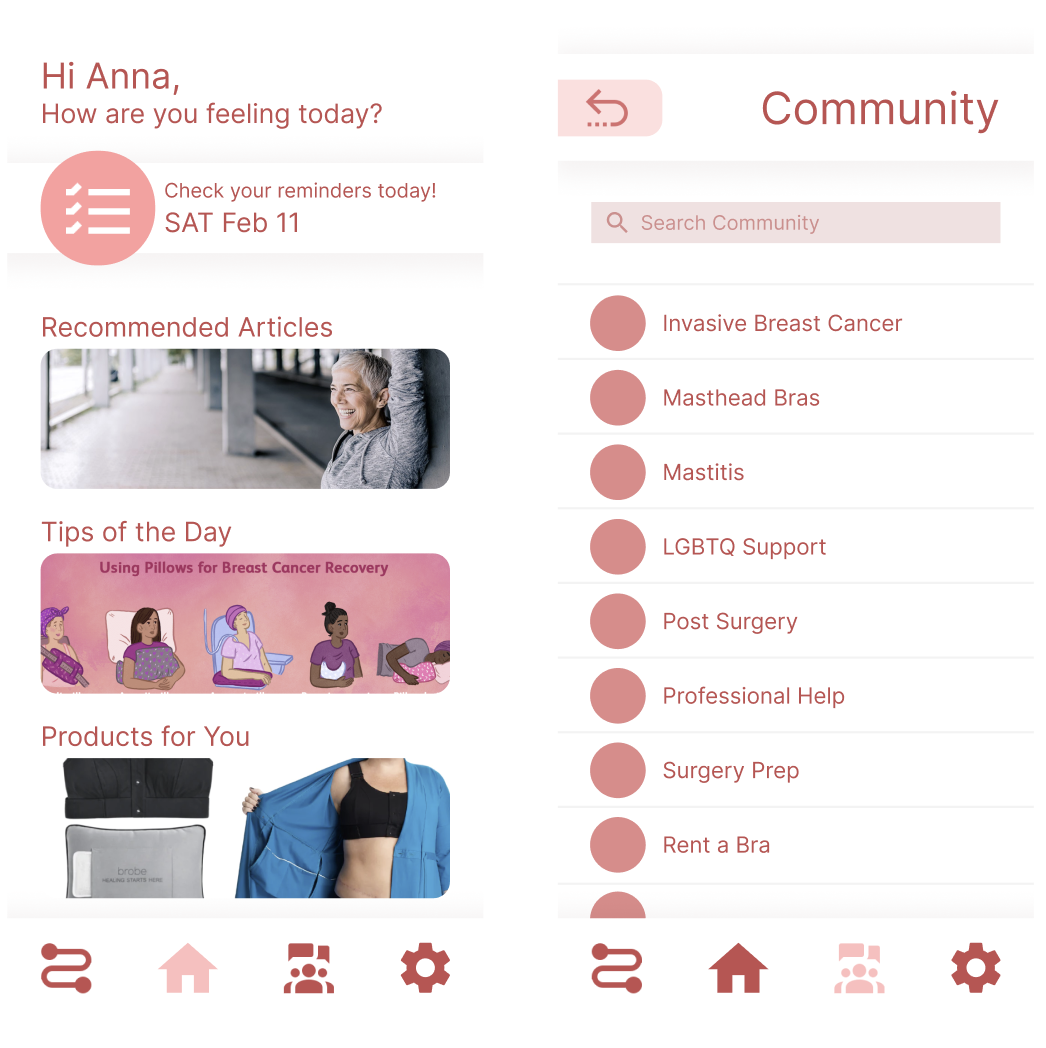 Hi Anna,
How are you feeling today?
Check your reminders today!
SAT Feb 11
Recommended Articles
Tips of the Day
Using Pillows for Breast Cancer Recovery
Products for You
brobe
HEALING STARTS HERE
Community
Search Community
Invasive Breast Cancer
Masthead Bras
Mastitis
LGBTQ Support
Post Surgery
Professional Help
Surgery Prep
Rent a Bra